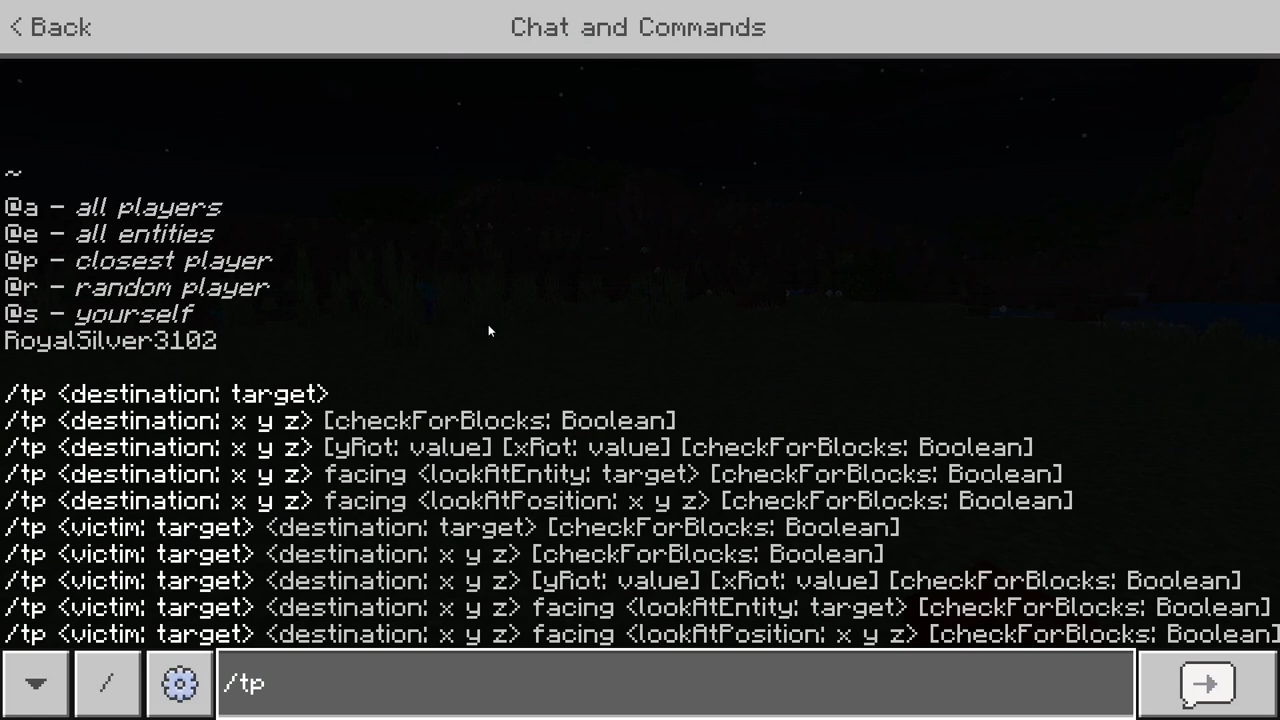 < Back
Chat and Commands
~
@a - all players
@e - all entities
@p - closest player
@r - random player
@s - yourself
RoyalSilver3102
/tp <destination: target>
/tp <destination: x y z> [checkForBlocks: Boolean]
/tp <destination: x y z> [yRot: value] [xRot: value] [checkForBlocks: Boolean]
/tp <destination: x y z> facing <lookAtEntity: target> [checkForBlocks: Boolean]
/tp <destination: x y z> facing <lookAtPosition: x y z> [checkForBlocks: Boolean]
/tp <victim: target> <destination: target> [checkForBlocks: Boolean]
/tp <victim: target> <destination: x y z> [checkForBlocks: Boolean]
/tp <victim: target> <destination: x y z> [yRot: value] [xRot: value] [checkForBlocks: Boolean]
/tp <victim: target> <destination: x y z> facing <lookAtEntity: target> [checkForBlocks: Boolean]
/tp <victim: target> <destination: x y z> facing <lookAtPosition: x y z> [checkForBlocks: Boolean]
/
/tp